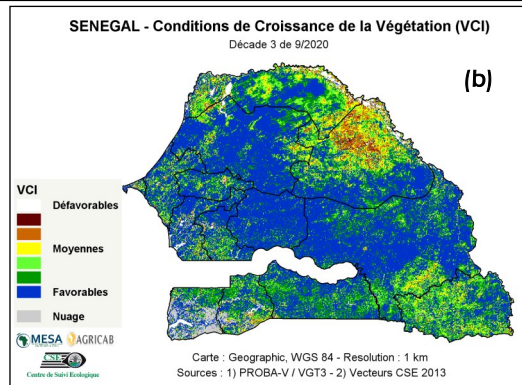 SENEGAL - Conditions de Croissance de la Végétation (VCI)
Décade 3 de 9/2020
(b)
VCI
Défavorables
Moyennes
Favorables
Nuage
MESA AGRICAB
CSE
Centre de Suivi Ecologique
Carte : Geographic, WGS 84 - Resolution : 1 km
Sources : 1) PROBA-V / VGT3 - 2) Vecteurs CSE 2013